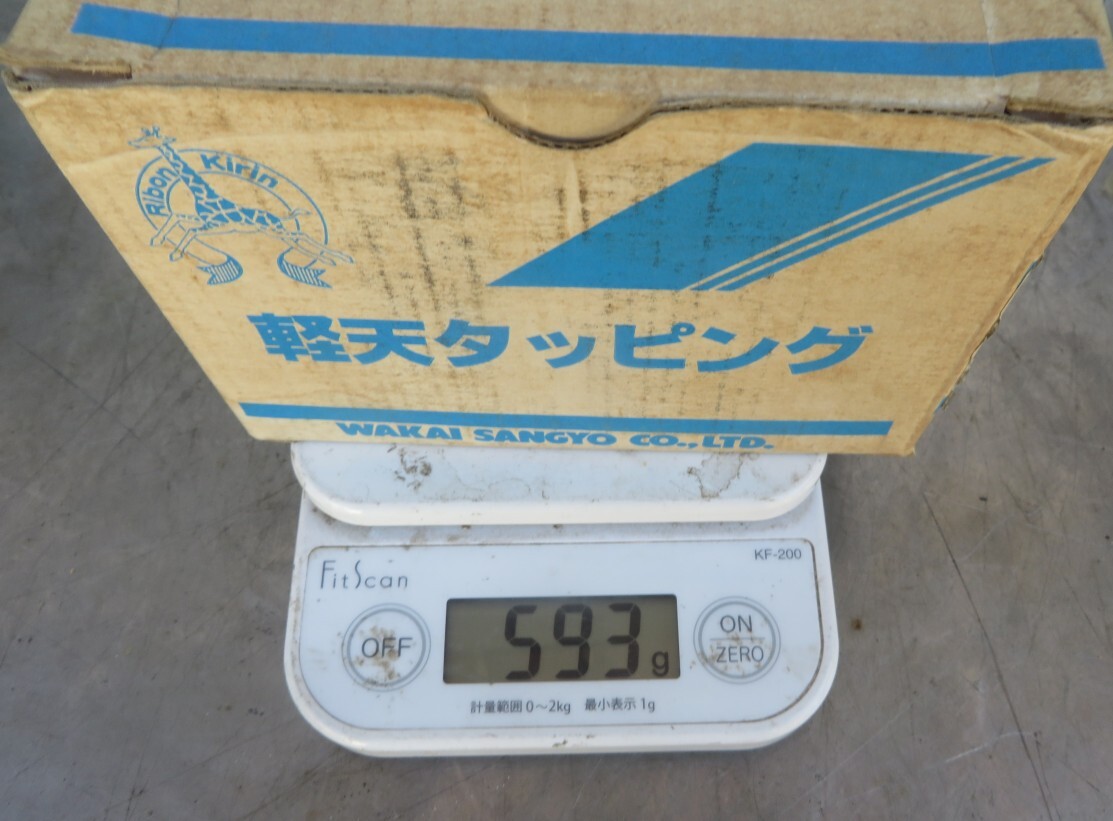 Ribon Kirin
軽天タッピング
WAKAI SANGYO CO.,LTD.
KF-200
FitScan
OFF
593g
ON
ZERO
計量範囲 0～2kg 最小表示 1g